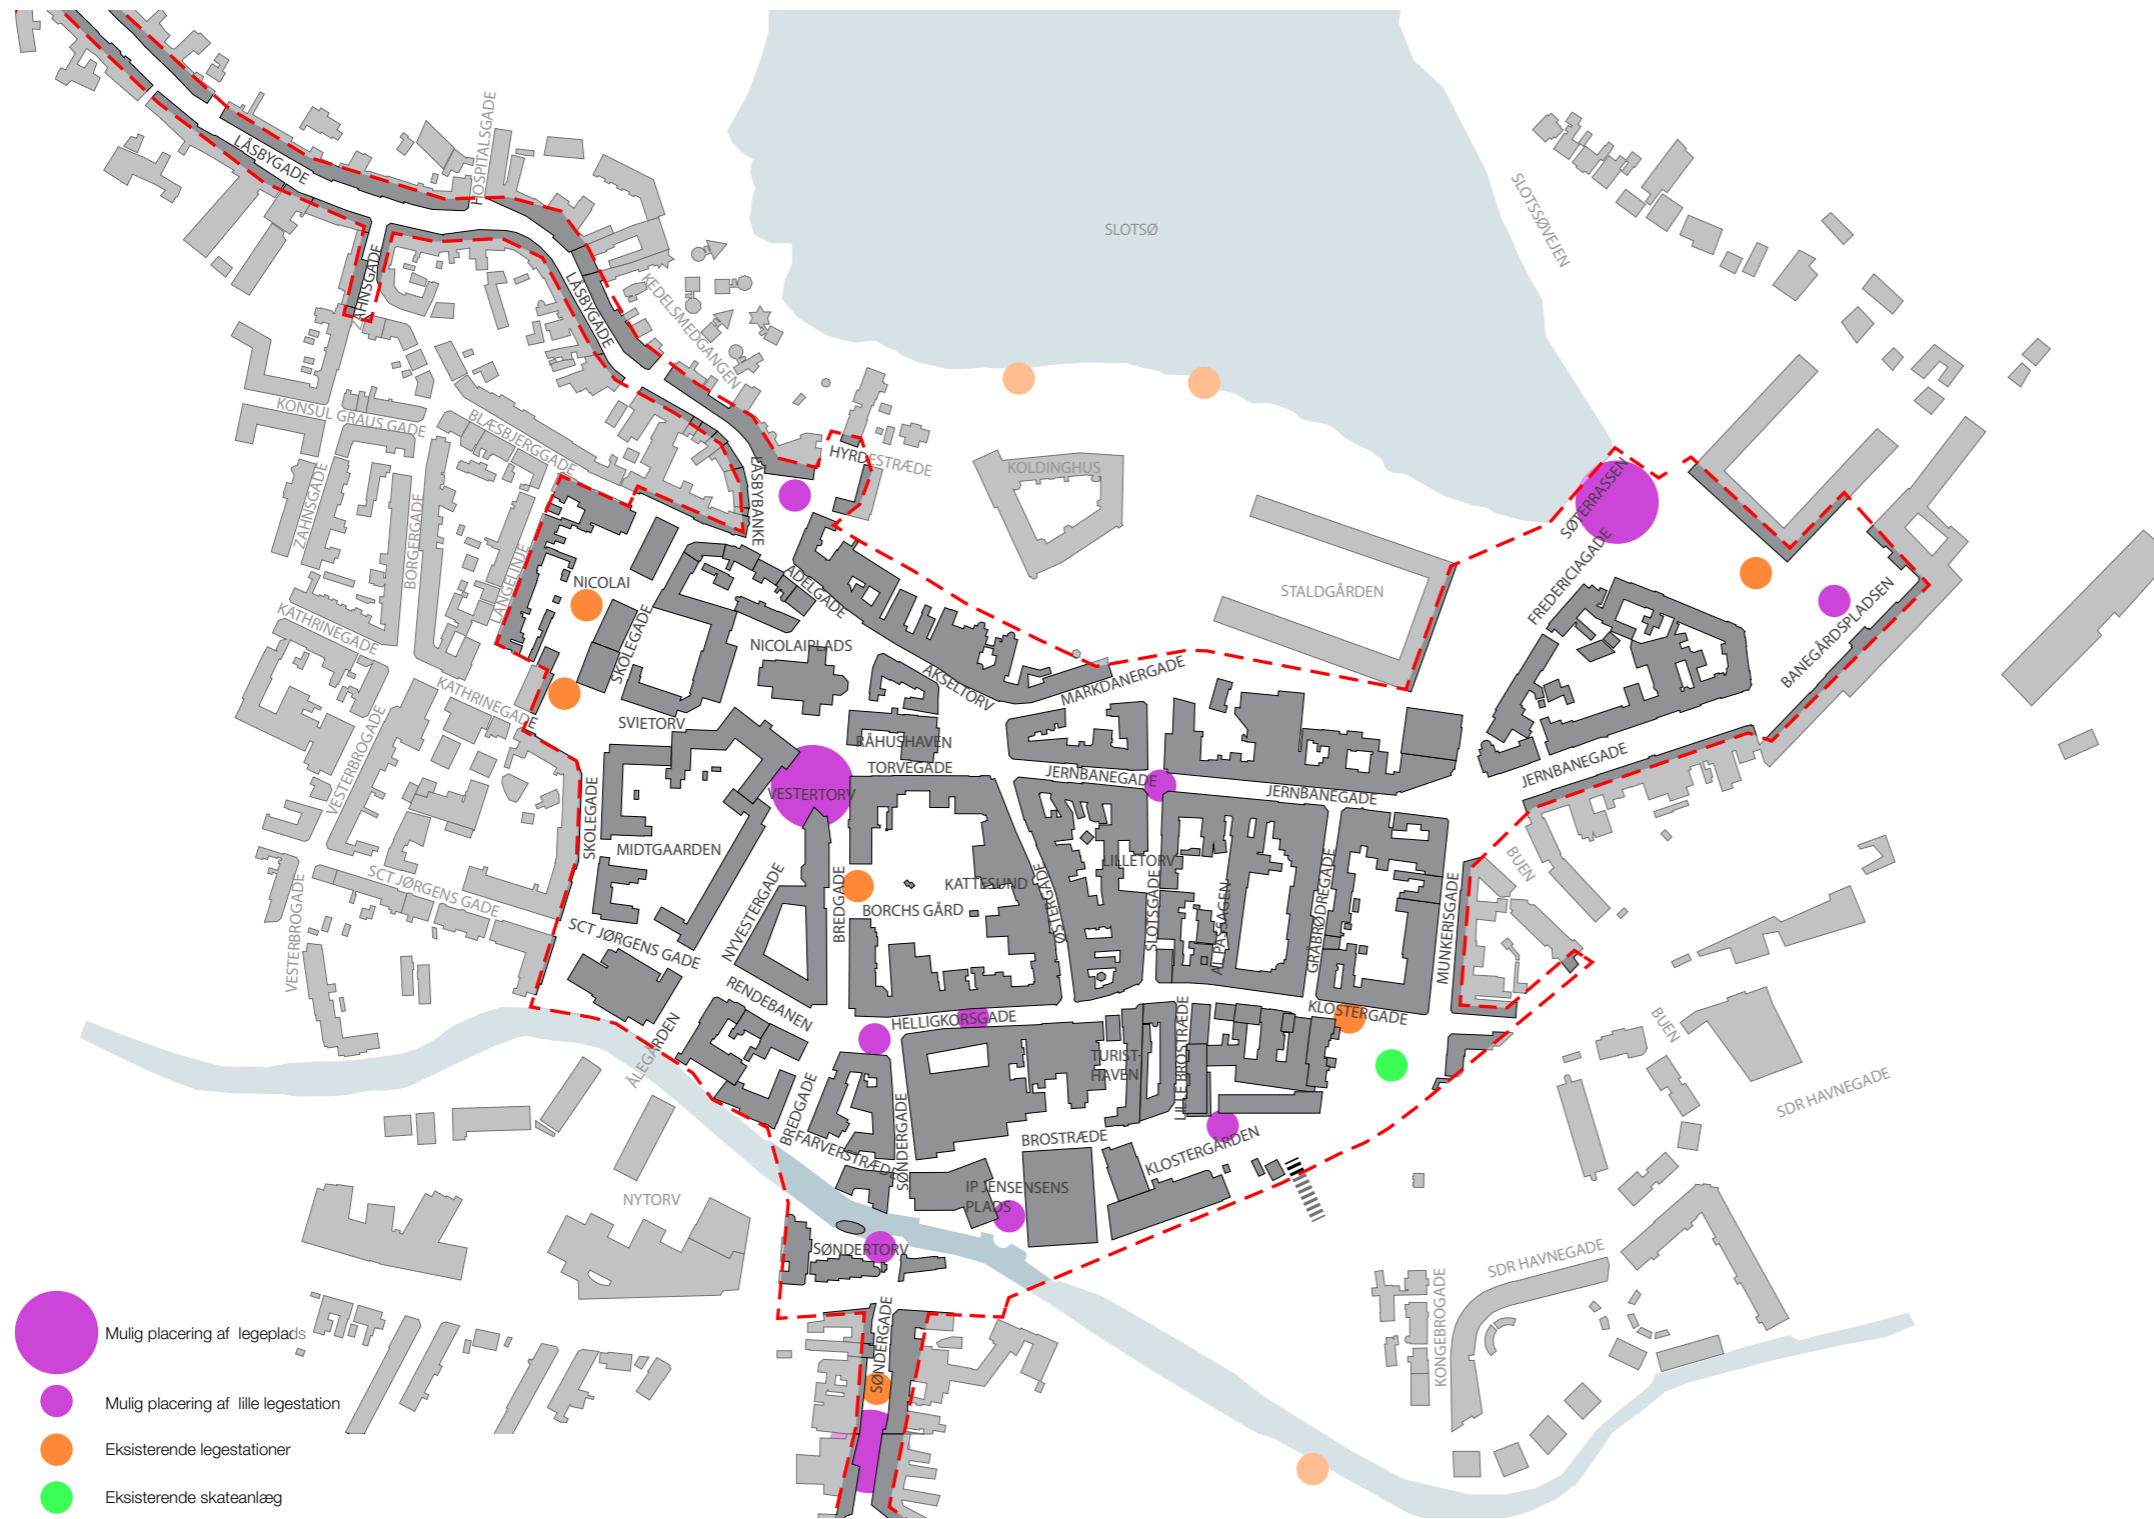 LÅSBYGADE
HOSPITALSGADE
ZAHNSGADE
LÅSBYGADE
KEDELSMEDGANGEN
SLOTSØ
SLOTSSØVEJEN
KONSUL GRAUS GADE
BLÆSBJERGGADE
ZAHNSGADE
BORGERGADE
LANGELINJE
LÅSBYBANKE
HYRDESTRÆDE
KOLDINGHUS
STALDGÅRDEN
SØTERRASSEN
FREDERICIAGADE
BANEGÅRDSPLADSEN
NICOLAI
SKOLEGADE
ADELGADE
NICOLAIPLADS
AKSELTORV
MARKDANERGADE
KATHRINEGADE
KATHRINEGADE
VESTERBROGADE
SVIETORV
RÅHUSHAVEN
TORVEGADE
VESTERTORV
JERNBANEGADE
JERNBANEGADE
JERNBANEGADE
SKOLEGADE
MIDTGAARDEN
SCT JØRGENS GADE
VESTERBROGADE
SCT JØRGENS GADE
NYVESTERGADE
BREDGADE
KATTESUND
BORCHS GÅRD
ØSTERGADE
LILLETORV
SLOTSGADE
AL PASSAGEN
GRÅBRØDREGADE
MUNKERISGADE
BUEN
BUEN
RENDEBANEN
HELLIGKORSGADE
KLOSTERGADE
ÅLEGÅRDEN
BREDGADE
FARVERSTRÆDE
SØNDERGADE
TURIST-
HAVEN
LILLE BROSTRÆDE
BROSTRÆDE
KLOSTERGÅRDEN
IP JENSENSENS
PLADS
SDR HAVNEGADE
NYTORV
SØNDERTORV
SØNDERGADE
SDR HAVNEGADE
KONGEBROGADE
Mulig placering af legeplads
Mulig placering af lille legestation
Eksisterende legestationer
Eksisterende skateanlæg